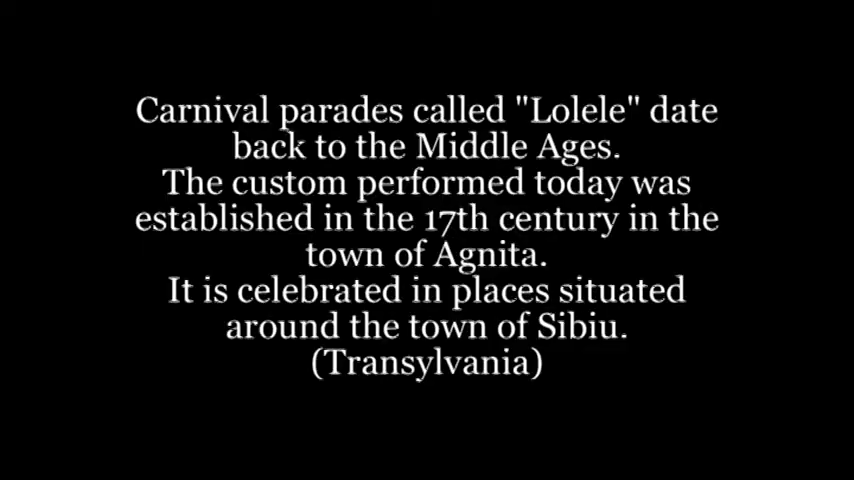 Carnival parades called "Lolele" date
back to the Middle Ages.
The custom performed today was
established in the 17th century in the
town of Agnita.
It is celebrated in places situated
around the town of Sibiu.
(Transylvania)